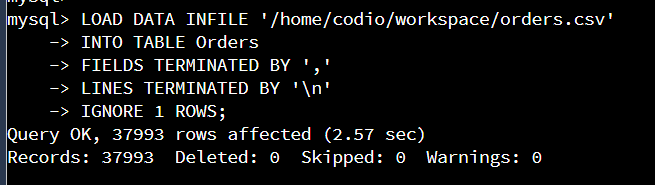 mysql>
mysql> LOAD DATA INFILE '/home/codio/workspace/orders.csv'
    -> INTO TABLE Orders
    -> FIELDS TERMINATED BY ','
    -> LINES TERMINATED BY '\n'
    -> IGNORE 1 ROWS;
Query OK, 37993 rows affected (2.57 sec)
Records: 37993  Deleted: 0  Skipped: 0  Warnings: 0